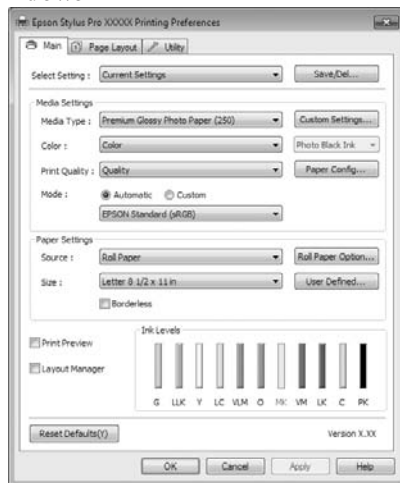 Epson Stylus Pro XXXXX Printing Preferences
Main Page Layout Utility
Select Setting : Current Settings Save/Del...
Media Settings
Media Type : Premium Glossy Photo Paper (250) Custom Settings...
Color : Color Photo Black Ink
Print Quality : Quality Paper Config...
Mode : Automatic Custom
EPSON Standard (sRGB)
Paper Settings
Source : Roll Paper Roll Paper Option...
Size : Letter 8 1/2 x 11 in User Defined...
Borderless
Print Preview
Layout Manager
Ink Levels
G LLK Y LC VLM O MK VM LK C PK
Reset Defaults(Y) Version X.XX
OK Cancel Apply Help